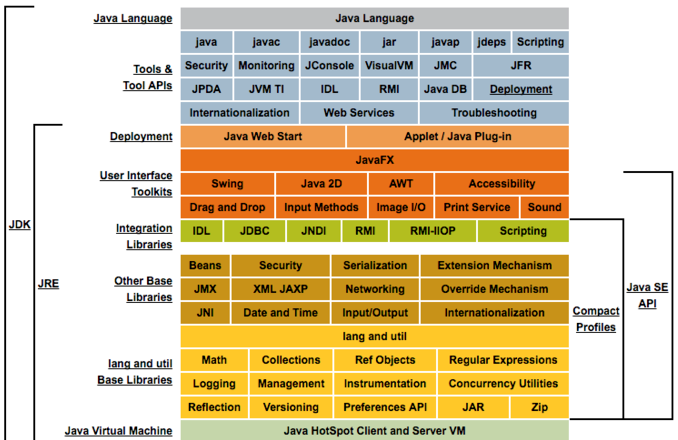 Java Language Java Language
java javac javadoc jar javap jdeps Scripting
Tools & Tool APIs
Security Monitoring JConsole VisualVM JMC JFR
JPDA JVM TI IDL RMI Java DB Deployment
Internationalization Web Services Troubleshooting
Deployment Java Web Start Applet / Java Plug-in
JavaFX
User Interface Toolkits
Swing Java 2D AWT Accessibility
Drag and Drop Input Methods Image I/O Print Service Sound
Integration Libraries
IDL JDBC JNDI RMI RMI-IIOP Scripting
JDK
JRE
Other Base Libraries
Beans Security Serialization Extension Mechanism
JMX XML JAXP Networking Override Mechanism
JNI Date and Time Input/Output Internationalization
Compact Profiles
Java SE API
lang and util
lang and util Base Libraries
Math Collections Ref Objects Regular Expressions
Logging Management Instrumentation Concurrency Utilities
Reflection Versioning Preferences API JAR Zip
Java Virtual Machine Java HotSpot Client and Server VM